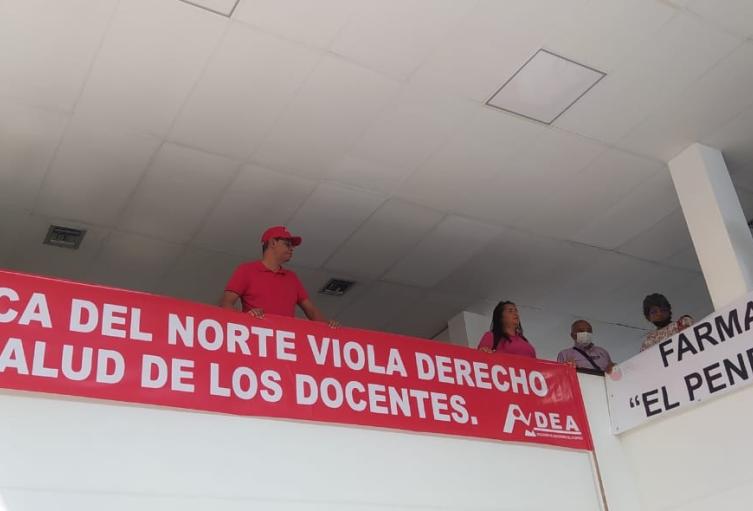 CA DEL NORTE VIOLA DERECHO
ALUD DE LOS DOCENTES.
ADEA
FARMA
"EL PEN